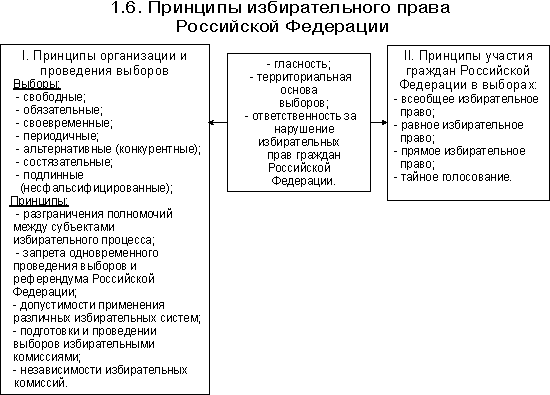 1.6. Принципы избирательного права
Российской Федерации
I. Принципы организации и
проведения выборов
Выборы:
- свободные;
- обязательные;
- своевременные;
- периодичные;
- альтернативные (конкурентные);
- состязательные;
- подлинные
(несфальсифицированные);
Принципы:
- разграничения полномочий
между субъектами
избирательного процесса;
- запрета одновременного
проведения выборов и
референдума Российской
Федерации;
- допустимости применения
различных избирательных систем;
- подготовки и проведении
выборов избирательными
комиссиями;
- независимости избирательных
комиссий.
- гласность;
- территориальная
основа
выборов;
- ответственность за
нарушение
избирательных
прав граждан
Российской
Федерации.
II. Принципы участия
граждан Российской
Федерации в выборах:
- всеобщее избирательное
право;
- равное избирательное
право;
- прямое избирательное
право;
- тайное голосование.